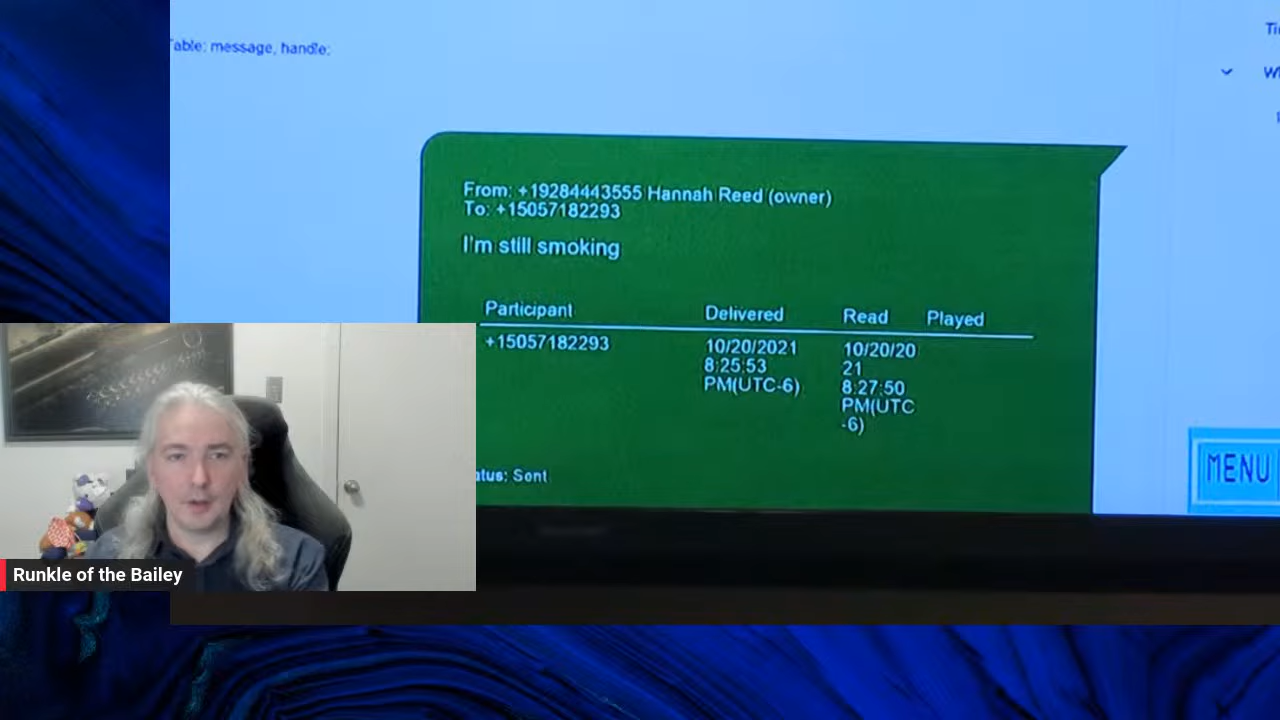 able: message, handle:
From: +19284443555 Hannah Reed (owner)
To: +15057182293
I'm still smoking
Participant Delivered Read Played
+15057182293 10/20/2021 10/20/20
8:25:53 21
PM(UTC-6) 8:27:50
PM(UTC
-6)
atus: Sent
MENU
Runkle of the Bailey